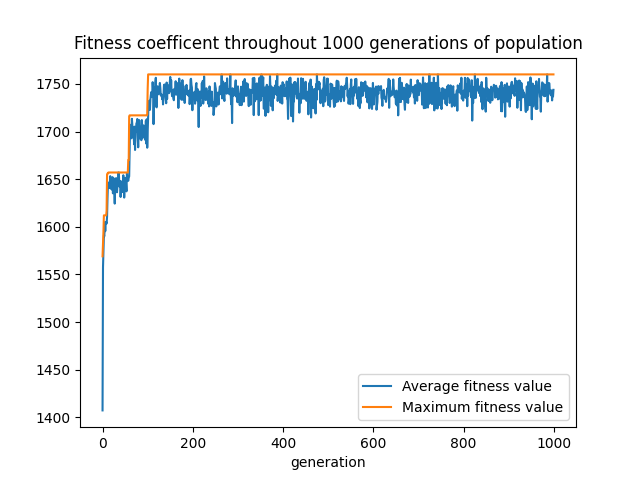 Fitness coefficent throughout 1000 generations of population
1750
1700
1650
1600
1550
1500
1450
1400
Average fitness value
Maximum fitness value
0 200 400 600 800 1000
generation